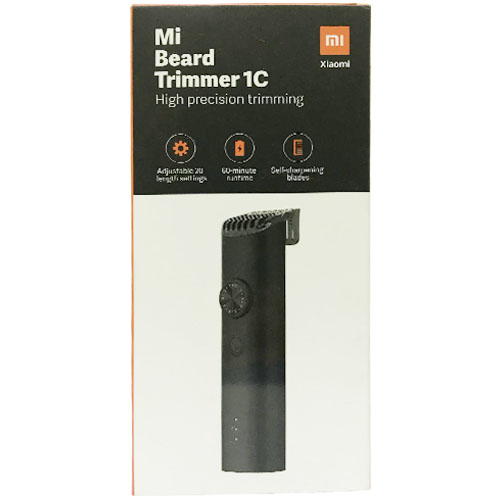 Mi
Beard
Trimmer 1C
High precision trimming
mi
Xiaomi
Adjustable 20
length settings
60-minute
runtime
Self-sharpening
blades